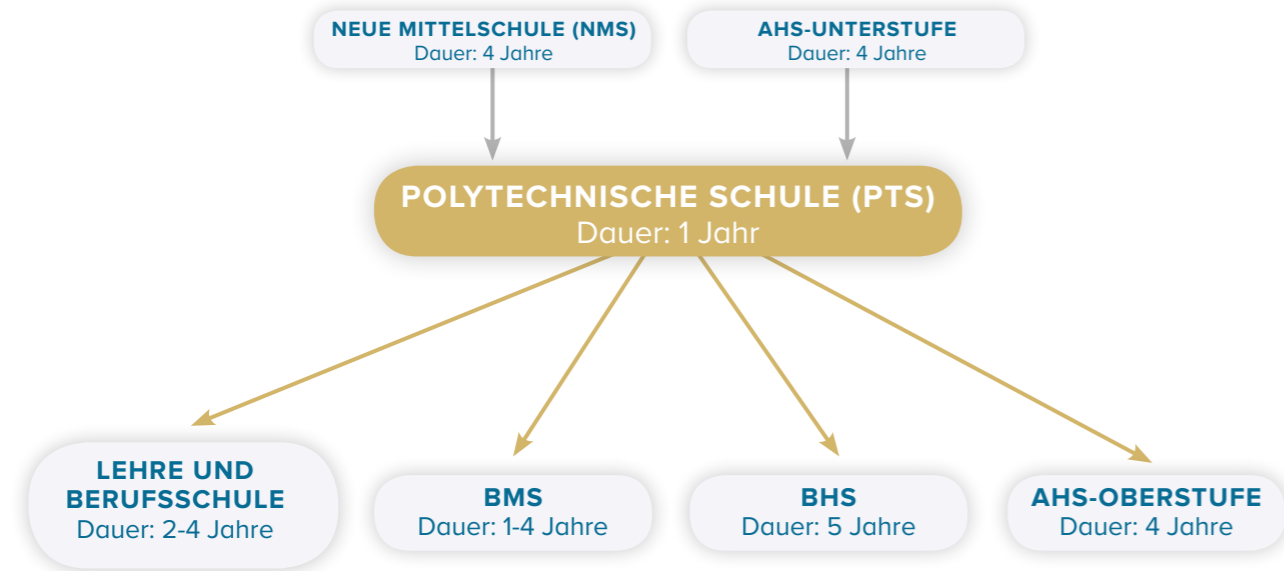 NEUE MITTELSCHULE (NMS)
Dauer: 4 Jahre
AHS-UNTERSTUFE
Dauer: 4 Jahre
POLYTECHNISCHE SCHULE (PTS)
Dauer: 1 Jahr
LEHRE UND
BERUFSSCHULE
Dauer: 2-4 Jahre
BMS
Dauer: 1-4 Jahre
BHS
Dauer: 5 Jahre
AHS-OBERSTUFE
Dauer: 4 Jahre